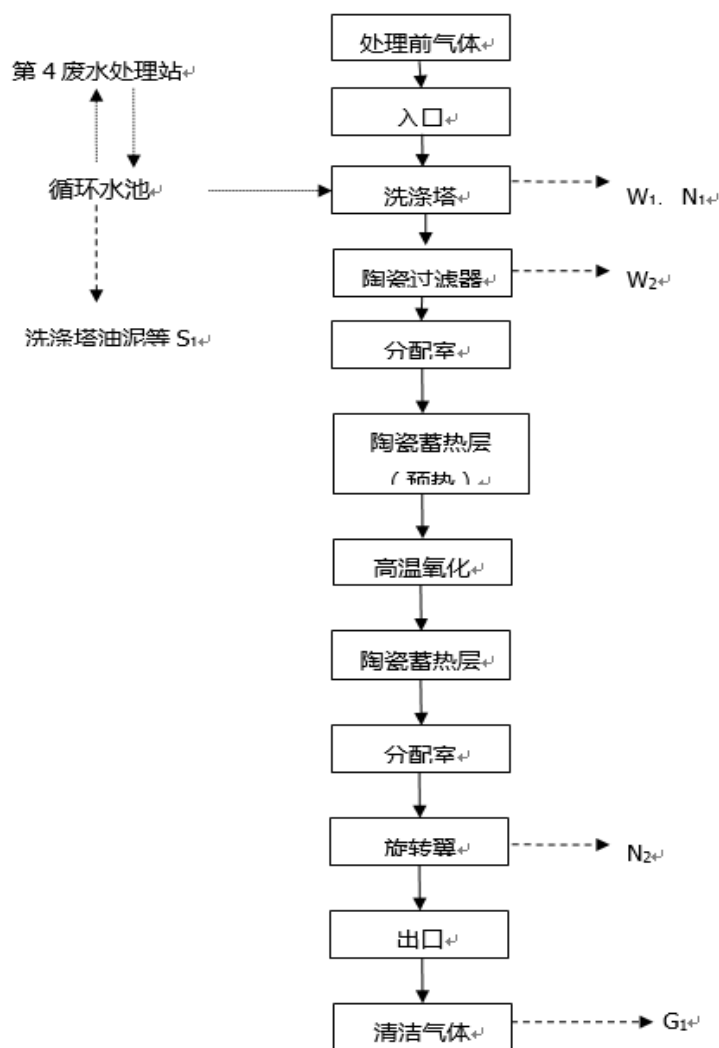 处理前气体
第 4 废水处理站
入口
循环水池
洗涤塔
W1. N1
陶瓷过滤器
W2
洗涤塔油泥等 S1
分配室
陶瓷蓄热层
（预热）
高温氧化
陶瓷蓄热层
分配室
旋转翼
N2
出口
清洁气体
G1